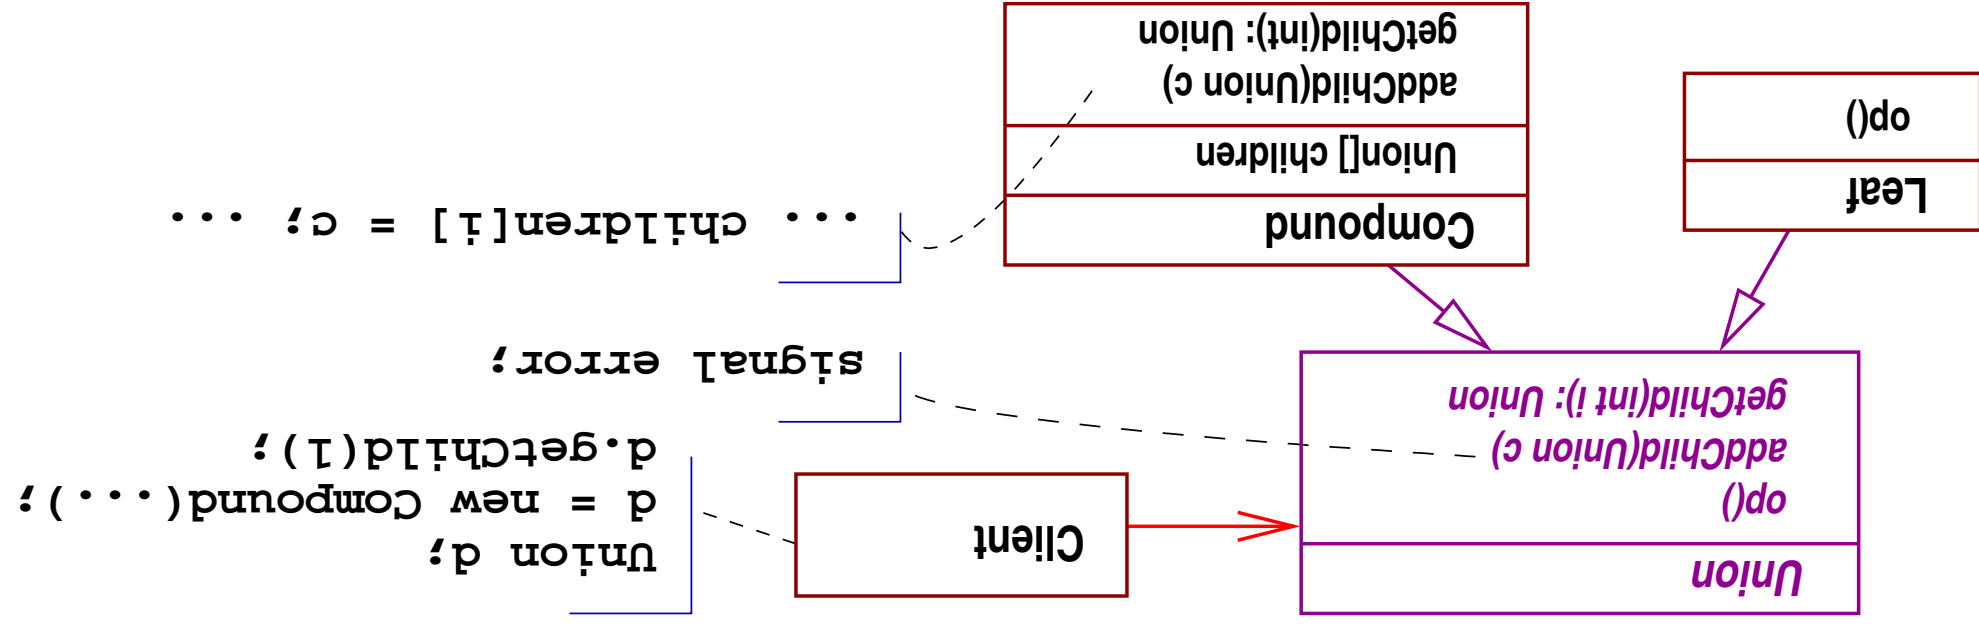 Union
op()
addChild(Union c)
getChild(int i): Union
Client
Union d;
d = new Compound(...);
d.getChild(1);
signal error;
Leaf
op()
Compound
Union[] children
addChild(Union c)
getChild(int): Union
... children[i] = c; ...